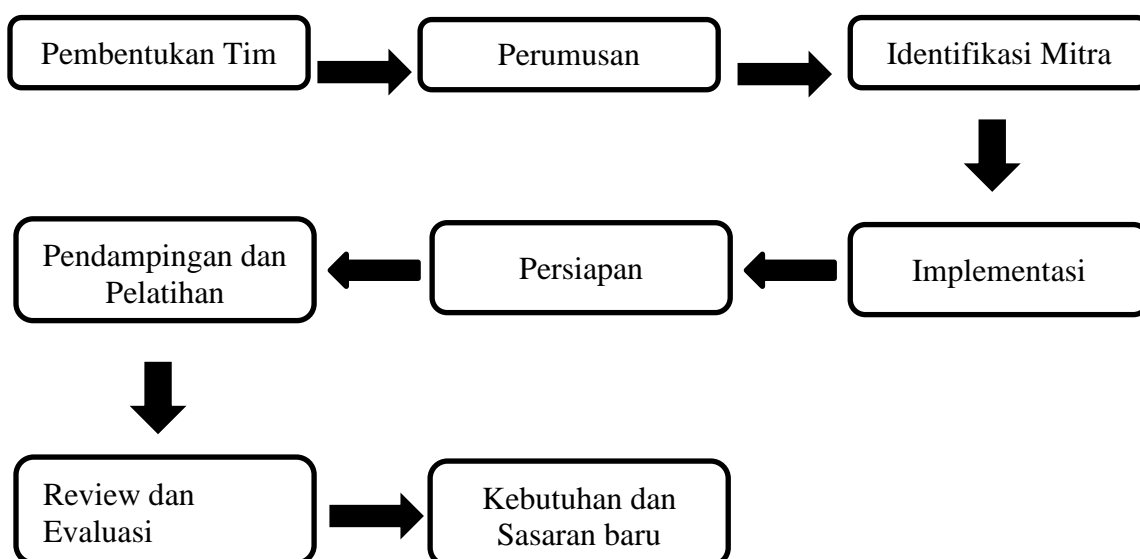 Pembentukan Tim
Perumusan
Identifikasi Mitra
Implementasi
Persiapan
Pendampingan dan
Pelatihan
Review dan
Evaluasi
Kebutuhan dan
Sasaran baru